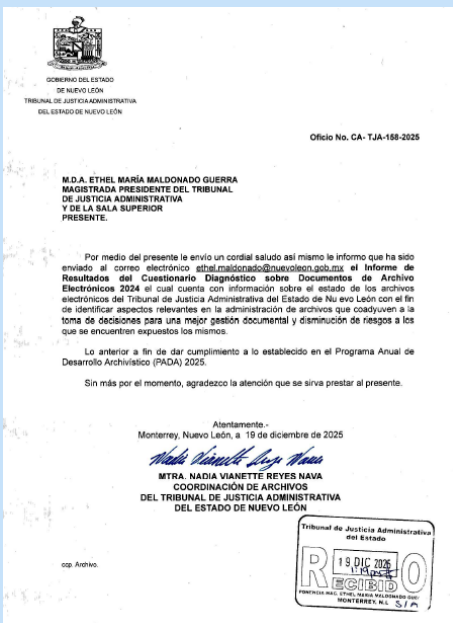 GOBIERNO DEL ESTADO
DE NUEVO LEÓN
TRIBUNAL DE JUSTICIA ADMINISTRATIVA
DEL ESTADO DE NUEVO LEÓN
Oficio No. CA- TJA-158-2025
M.D.A. ETHEL MARÍA MALDONADO GUERRA
MAGISTRADA PRESIDENTE DEL TRIBUNAL
DE JUSTICIA ADMINISTRATIVA
Y DE LA SALA SUPERIOR
PRESENTE.
Por medio del presente le envío un cordial saludo así mismo le informo que ha sido
enviado al correo electrónico ethel.maldonado@nuevoleon.gob.mx el Informe de
Resultados del Cuestionario Diagnóstico sobre Documentos de Archivo
Electrónicos 2024 el cual cuenta con información sobre el estado de los archivos
electrónicos del Tribunal de Justicia Administrativa del Estado de Nu evo León con el fin
de identificar aspectos relevantes en la administración de archivos que coadyuven a la
toma de decisiones para una mejor gestión documental y disminución de riesgos a los
que se encuentren expuestos los mismos.
Lo anterior a fin de dar cumplimiento a lo establecido en el Programa Anual de
Desarrollo Archivístico (PADA) 2025.
Sin más por el momento, agradezco la atención que se sirva prestar al presente.
Atentamente.-
Monterrey, Nuevo León, a 19 de diciembre de 2025
MTRA. NADIA VIANETTE REYES NAVA
COORDINACIÓN DE ARCHIVOS
DEL TRIBUNAL DE JUSTICIA ADMINISTRATIVA
DEL ESTADO DE NUEVO LEÓN
ccp. Archivo.
Tribunal de Justicia Administrativa
del Estado
19 DIC 2025
RECIBIDO
PONENCIA MAG. ETHEL MARIA MALDONADO
MONTERREY, N.L.
S/A